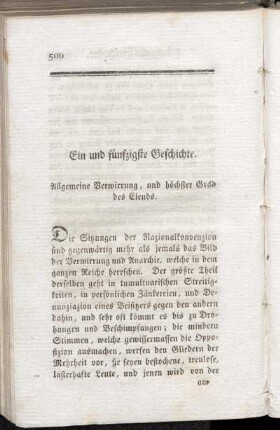 500
Ein und fünfzigste Geschichte.
Allgemeine Verwirrung, und höchster Grad
des Elends.
Die Sitzungen der Nazionalkonvenzion
sind gegenwärtig mehr als jemals das Bild
der Verwirrung und Anarchie, welche in dem
ganzen Reiche herrschen. Der größte Theil
derselben geht in tumultuarischen Streitig-
keiten, in persönlichen Zänkereien, und De-
nunziazion eines Beisitzers gegen den andern
dahin, und sehr oft kömmt es bis zu Dro-
hungen und Beschimpfungen; die mindern
Stimmen, welche gewissermassen die Oppo-
sizion ausmachen, werfen den Gliedern der
Mehrheit vor, sie seyen bestochene, treulose,
lasterhafte Leute, und jenen wird von der